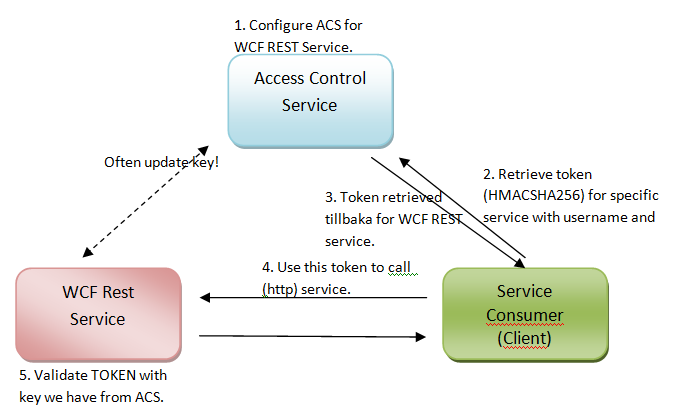 1. Configure ACS for
WCF REST Service.
Access Control
Service
Often update key!
2. Retrieve token
(HMACSHA256) for specific
service with username and
3. Token retrieved
tillbaka for WCF REST
service.
4. Use this token to call
(http) service.
WCF Rest
Service
Service
Consumer
(Client)
5. Validate TOKEN with
key we have from ACS.